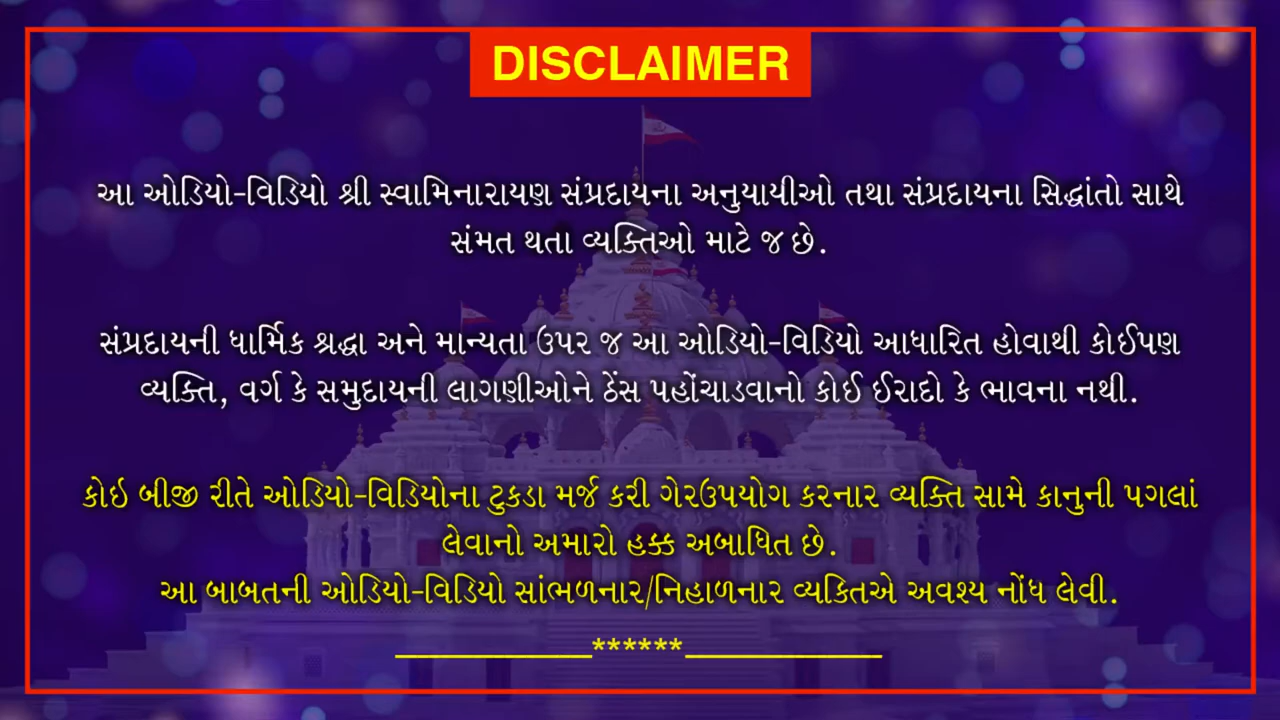 DISCLAIMER
આ ઓડિયો-વિડિયો શ્રી સ્વામિનારાયણ સંપ્રદાયના અનુયાયીઓ તથા સંપ્રદાયના સિદ્ધાંતો સાથે
સંમત થતા વ્યક્તિઓ માટે જ છે.
સંપ્રદાયની ધાર્મિક શ્રદ્ધા અને માન્યતા ઉપર જ આ ઓડિયો-વિડિયો આધારિત હોવાથી કોઈપણ
વ્યક્તિ, વર્ગ કે સમુદાયની લાગણીઓને ઠેંસ પહોંચાડવાનો કોઈ ઈરાદો કે ભાવના નથી.
કોઇ બીજી રીતે ઓડિયો-વિડિયોના ટુકડા મર્જ કરી ગેરઉપયોગ કરનાર વ્યક્તિ સામે કાનુની પગલાં
લેવાનો અમારો હક્ક અબાધિત છે.
આ બાબતની ઓડિયો-વિડિયો સાંભળનાર/નિહાળનાર વ્યકિતએ અવશ્ય નોંધ લેવી.
____________******____________